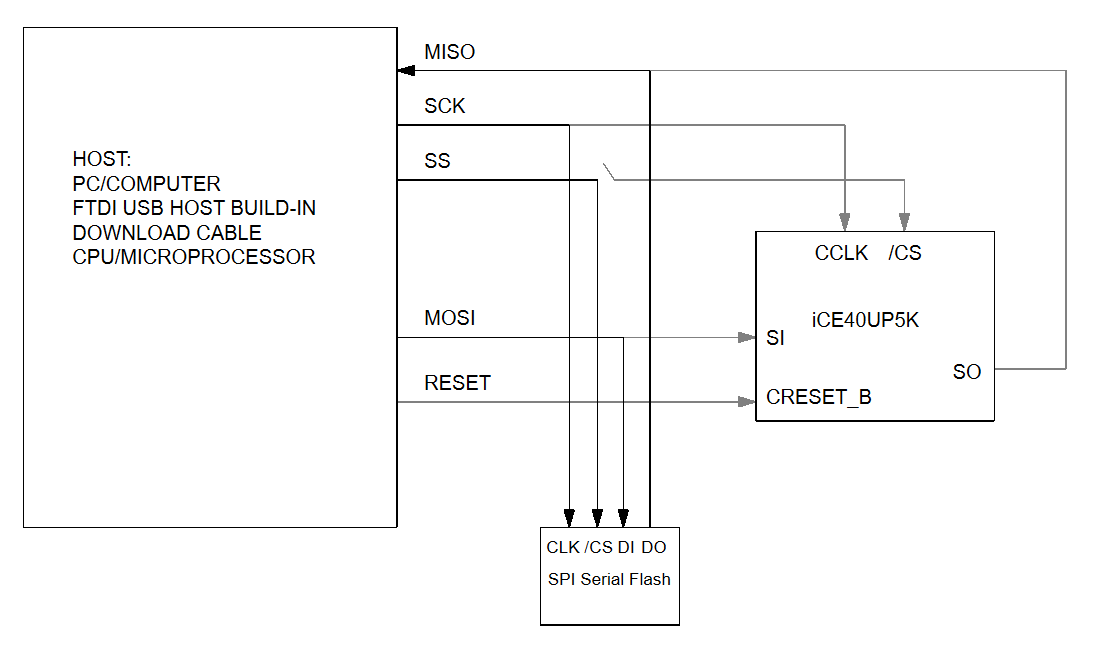 MISO
SCK
SS
HOST:
PC/COMPUTER
FTDI USB HOST BUILD-IN
DOWNLOAD CABLE
CPU/MICROPROCESSOR
CCLK /CS
iCE40UP5K
MOSI
SI
SO
RESET
CRESET_B
CLK /CS DI DO
SPI Serial Flash